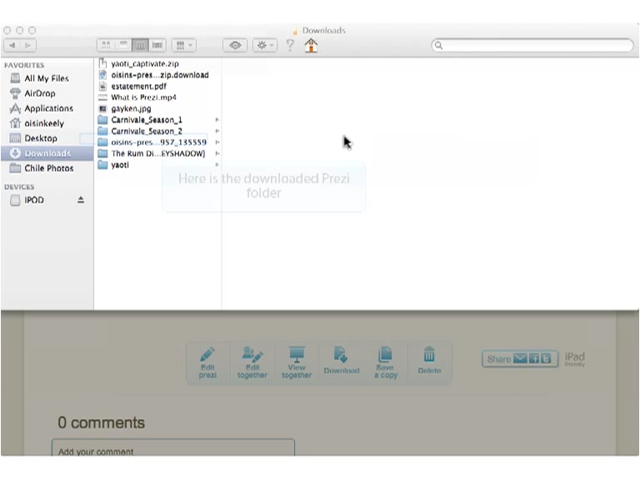 Downloads
FAVORITES
All My Files
AirDrop
Applications
oisinkeely
Desktop
Downloads
Chile Photos
DEVICES
IPOD
yaoti_captivate.zip
oisins-pres...zip.download
estatement.pdf
What is Prezi.mp4
gayken.jpg
Carnivale_Season_1
Carnivale_Season_2
oisins-pres...957_135559
The Rum Di...EYSHADOW]
yaoti
Here is the downloaded Prezi
folder
Edit
prezi
Edit
together
View
together
Download
Save
a copy
Delete
Share
iPad
friendly
0 comments
Add your comment